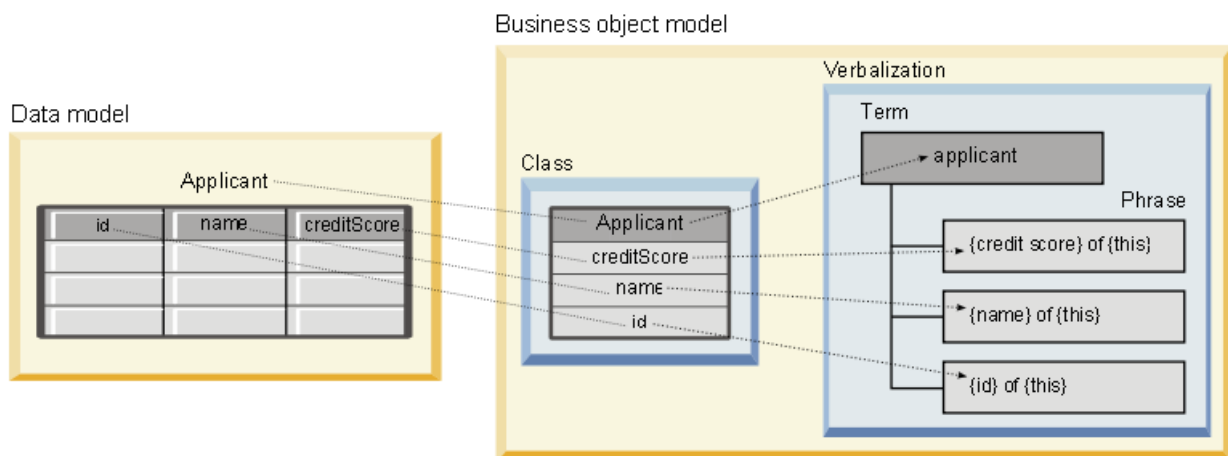 Business object model
Verbalization
Data model
Term
applicant
Class
Applicant
Phrase
id name creditScore
Applicant
{credit score} of {this}
creditScore
name
{name} of {this}
id
{id} of {this}